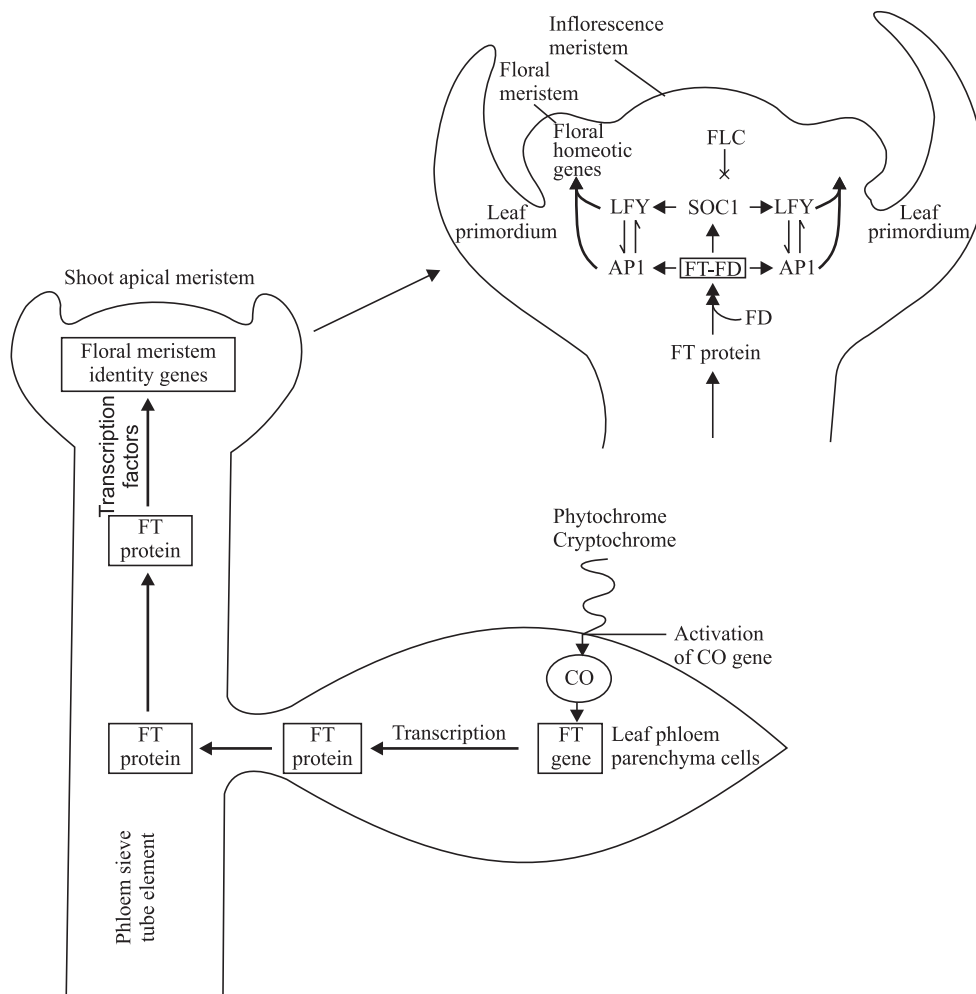 Inflorescence
meristem
Floral
meristem
Floral
homeotic
genes
FLC
LFY
SOC1
LFY
Leaf
primordium
Leaf
primordium
AP1
FT-FD
AP1
FD
FT protein
Shoot apical meristem
Floral meristem
identity genes
Transcription
factors
FT
protein
Phytochrome
Cryptochrome
Activation
of CO gene
CO
FT
protein
FT
protein
Transcription
FT
gene
Leaf phloem
parenchyma cells
Phloem sieve
tube element